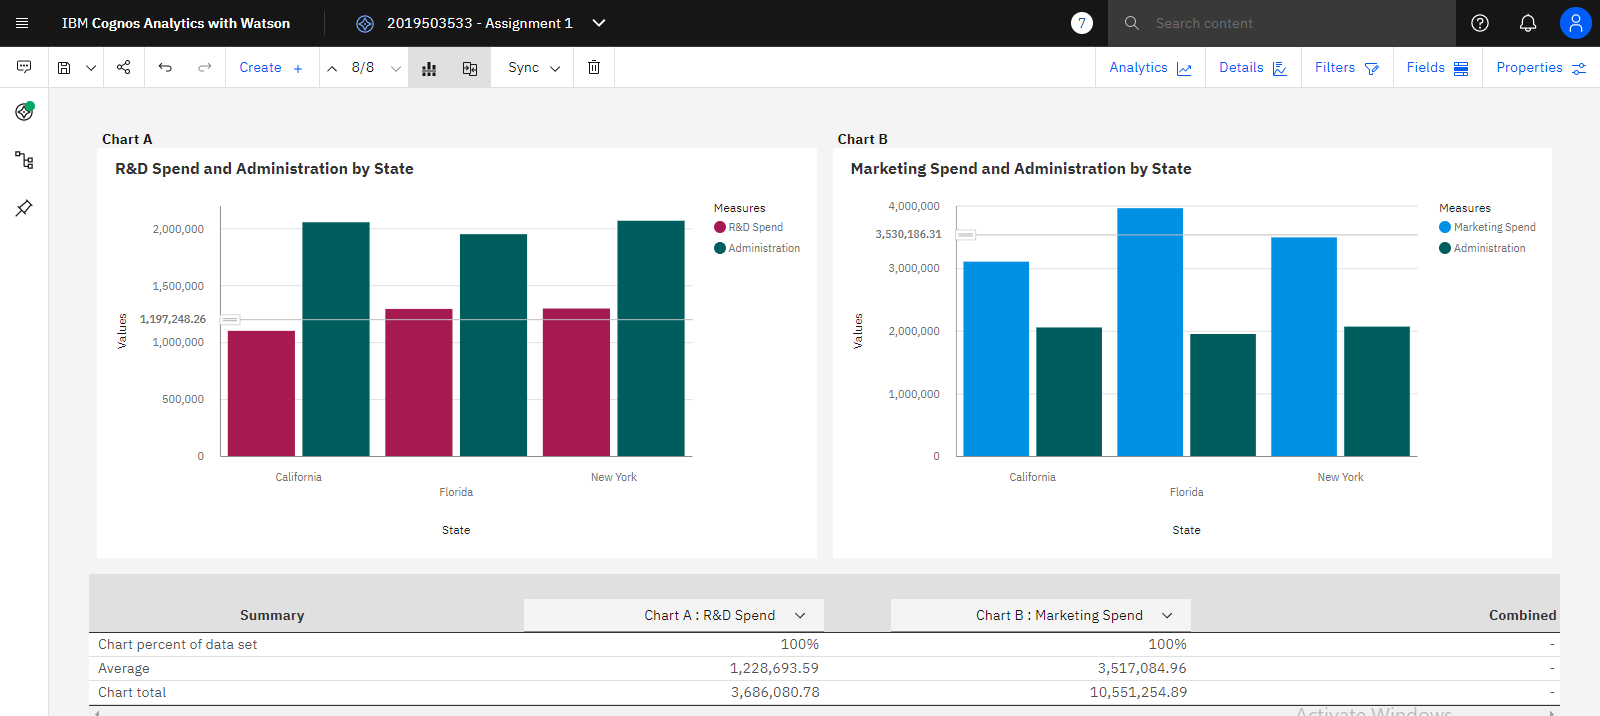 IBM Cognos Analytics with Watson
2019503533 - Assignment 1
7
Search content
Create +
8/8
Sync
Analytics
Details
Filters
Fields
Properties
Chart A
R&D Spend and Administration by State
Values
2,000,000
1,500,000
1,197,248.26
1,000,000
500,000
0
California
Florida
New York
State
Measures
R&D Spend
Administration
Chart B
Marketing Spend and Administration by State
Values
4,000,000
3,530,186.31
3,000,000
2,000,000
1,000,000
0
California
Florida
New York
State
Measures
Marketing Spend
Administration
Summary Chart A : R&D Spend Chart B : Marketing Spend Combined
Chart percent of data set 100% 100% -
Average 1,228,693.59 3,517,084.96 -
Chart total 3,686,080.78 10,551,254.89 -
Activate Windows